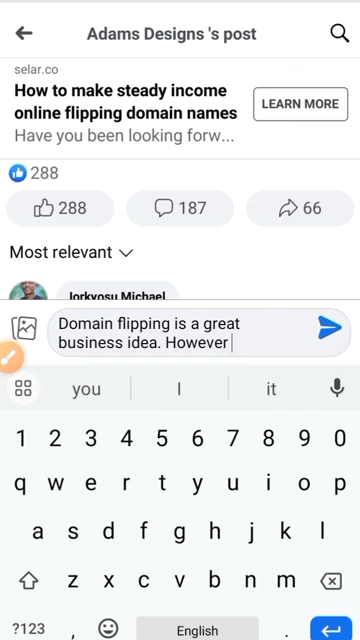 Adams Designs 's post
selar.co
How to make steady income
online flipping domain names
LEARN MORE
Have you been looking forw...
288
288
187
66
Most relevant
Iorkyosu Michael
Domain flipping is a great
business idea. However
you I it
1 2 3 4 5 6 7 8 9 0
q w e r t y u i o p
a s d f g h j k l
z x c v b n m
?123 , English .